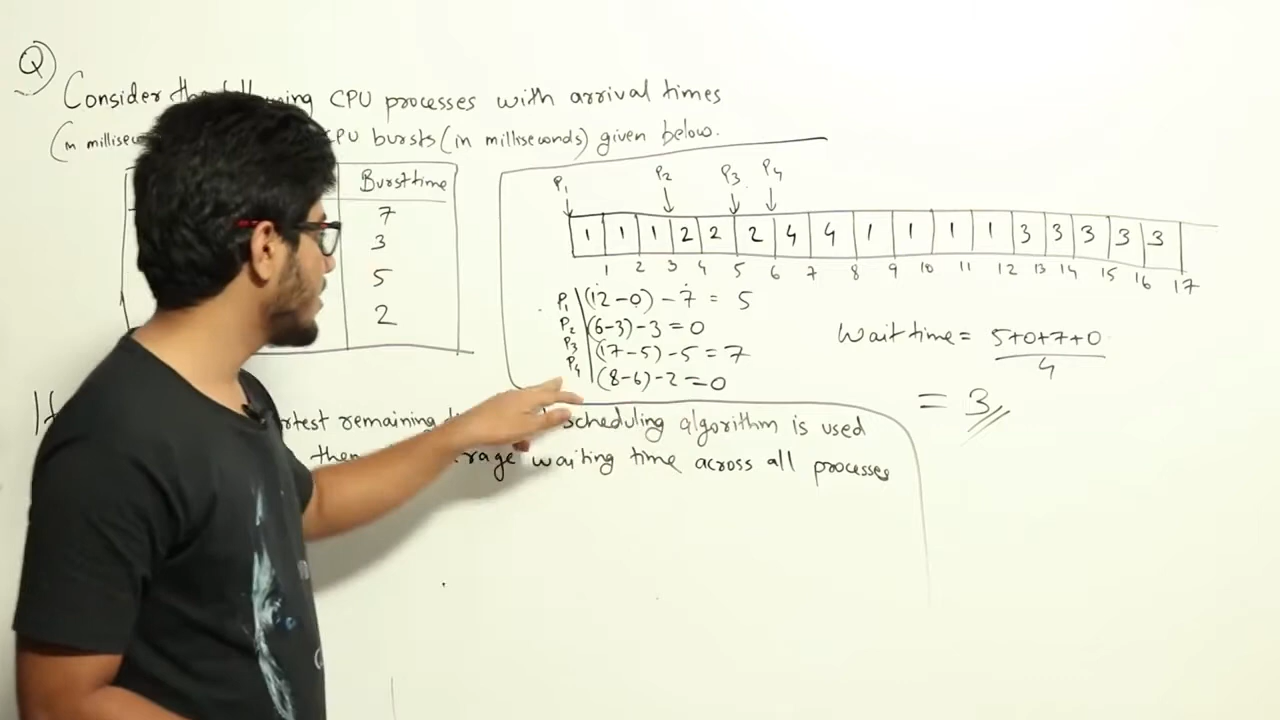 Q)
Consider the following CPU processes with arrival times
(in millisec CPU bursts (in milliseconds) given below.
Burst time
7
3
5
2
P1 P2 P3 P4
1 1 1 2 2 2 4 4 1 1 1 1 3 3 3 3 3
1 2 3 4 5 6 7 8 9 10 11 12 13 14 15 16 17
P1 (12-0) - 7 = 5
P2 (6-3) - 3 = 0
P3 (17-5) - 5 = 7
P4 (8-6) - 2 = 0
Wait time = 5+0+7+0
4
= 3
If rtest remaining scheduling algorithm is used
then rage waiting time across all processes